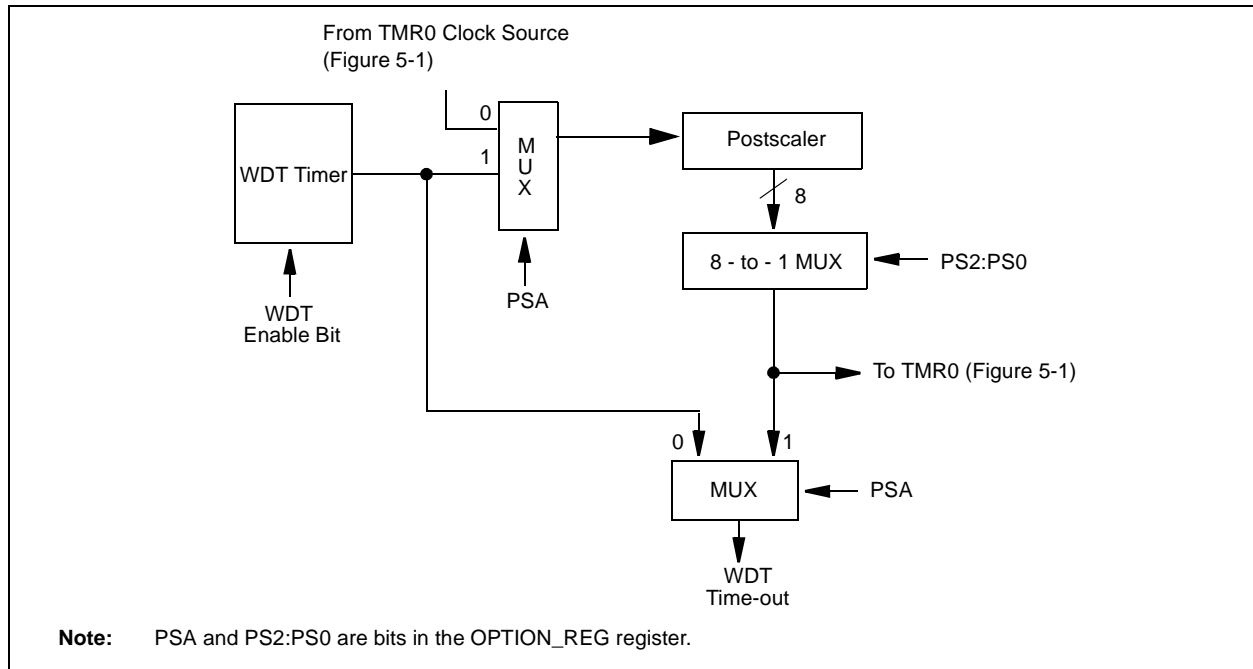 From TMR0 Clock Source
(Figure 5-1)
0
1
M
U
X
WDT Timer
Postscaler
8
8 - to - 1 MUX
PS2:PS0
PSA
WDT
Enable Bit
To TMR0 (Figure 5-1)
0
1
MUX
PSA
WDT
Time-out
Note: PSA and PS2:PS0 are bits in the OPTION_REG register.